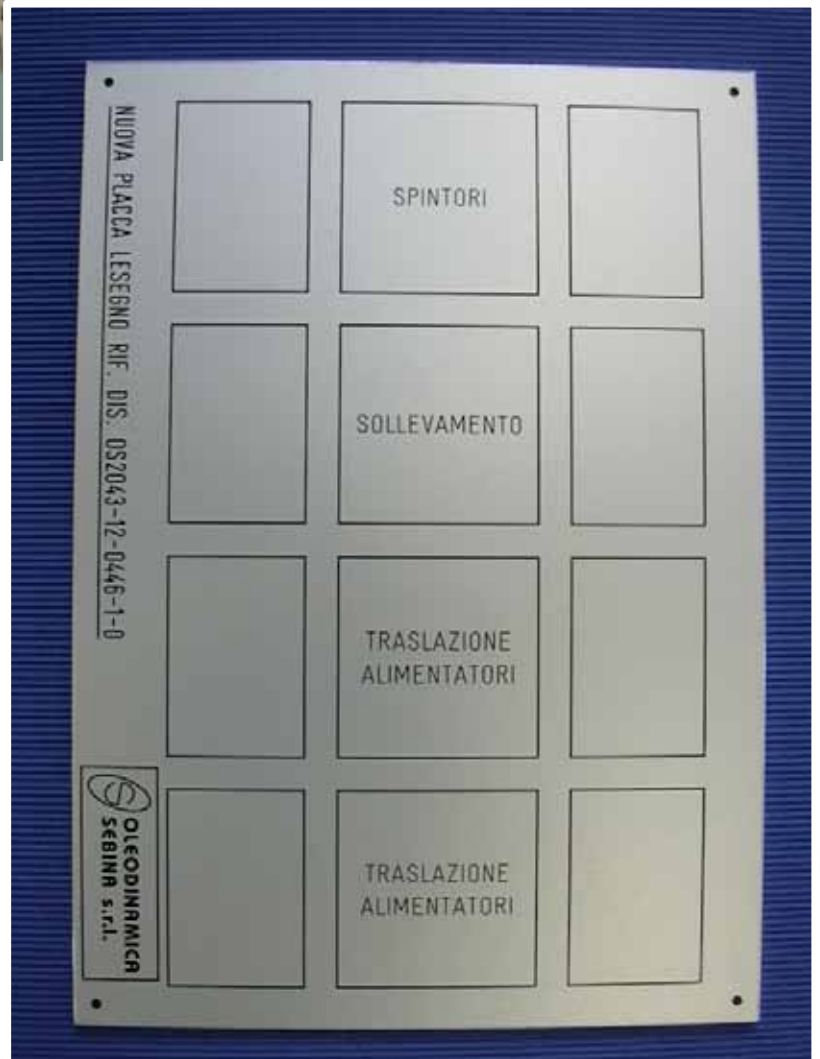 NUOVA PLACCA LESEGNO RIF. DIS. OS2043-12-0446-1-0
SPINTORI
SOLLEVAMENTO
TRASLAZIONE
ALIMENTATORI
TRASLAZIONE
ALIMENTATORI
OLEODINAMICA
SEBINA s.r.l.